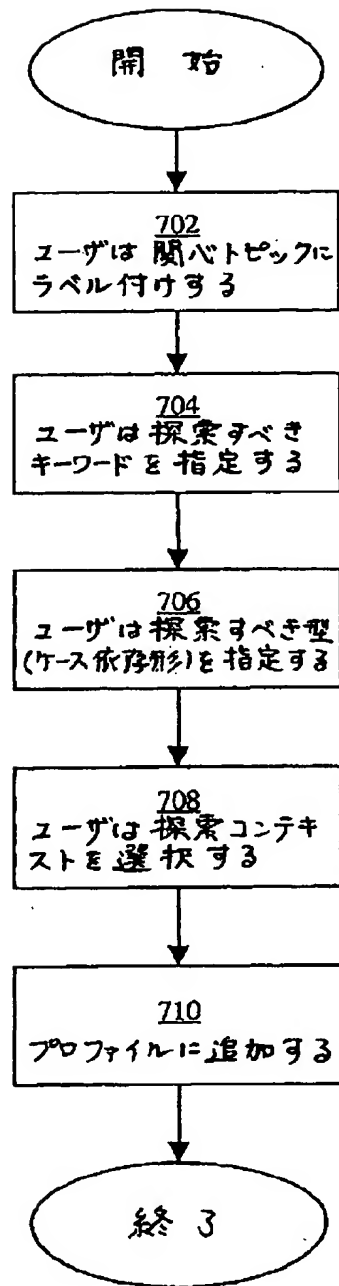 開 始
702
ユーザは関心トピックに
ラベル付けする
704
ユーザは探索すべき
キーワードを指定する
706
ユーザは探索すべき型
(ケース依存形)を指定する
708
ユーザは探索コンテキ
ストを選択する
710
プロファイルに追加する
終 了